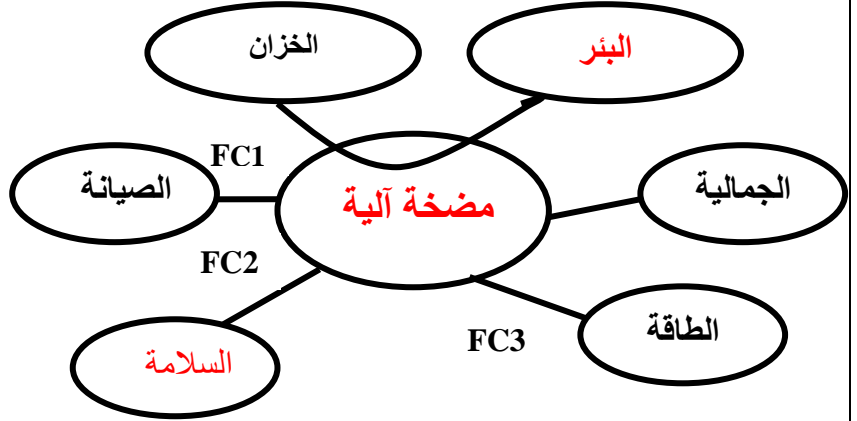 البئر
الخزان
FC1
الجمالية
مضخة آلية
الصيانة
FC2
الطاقة
FC3
السلامة